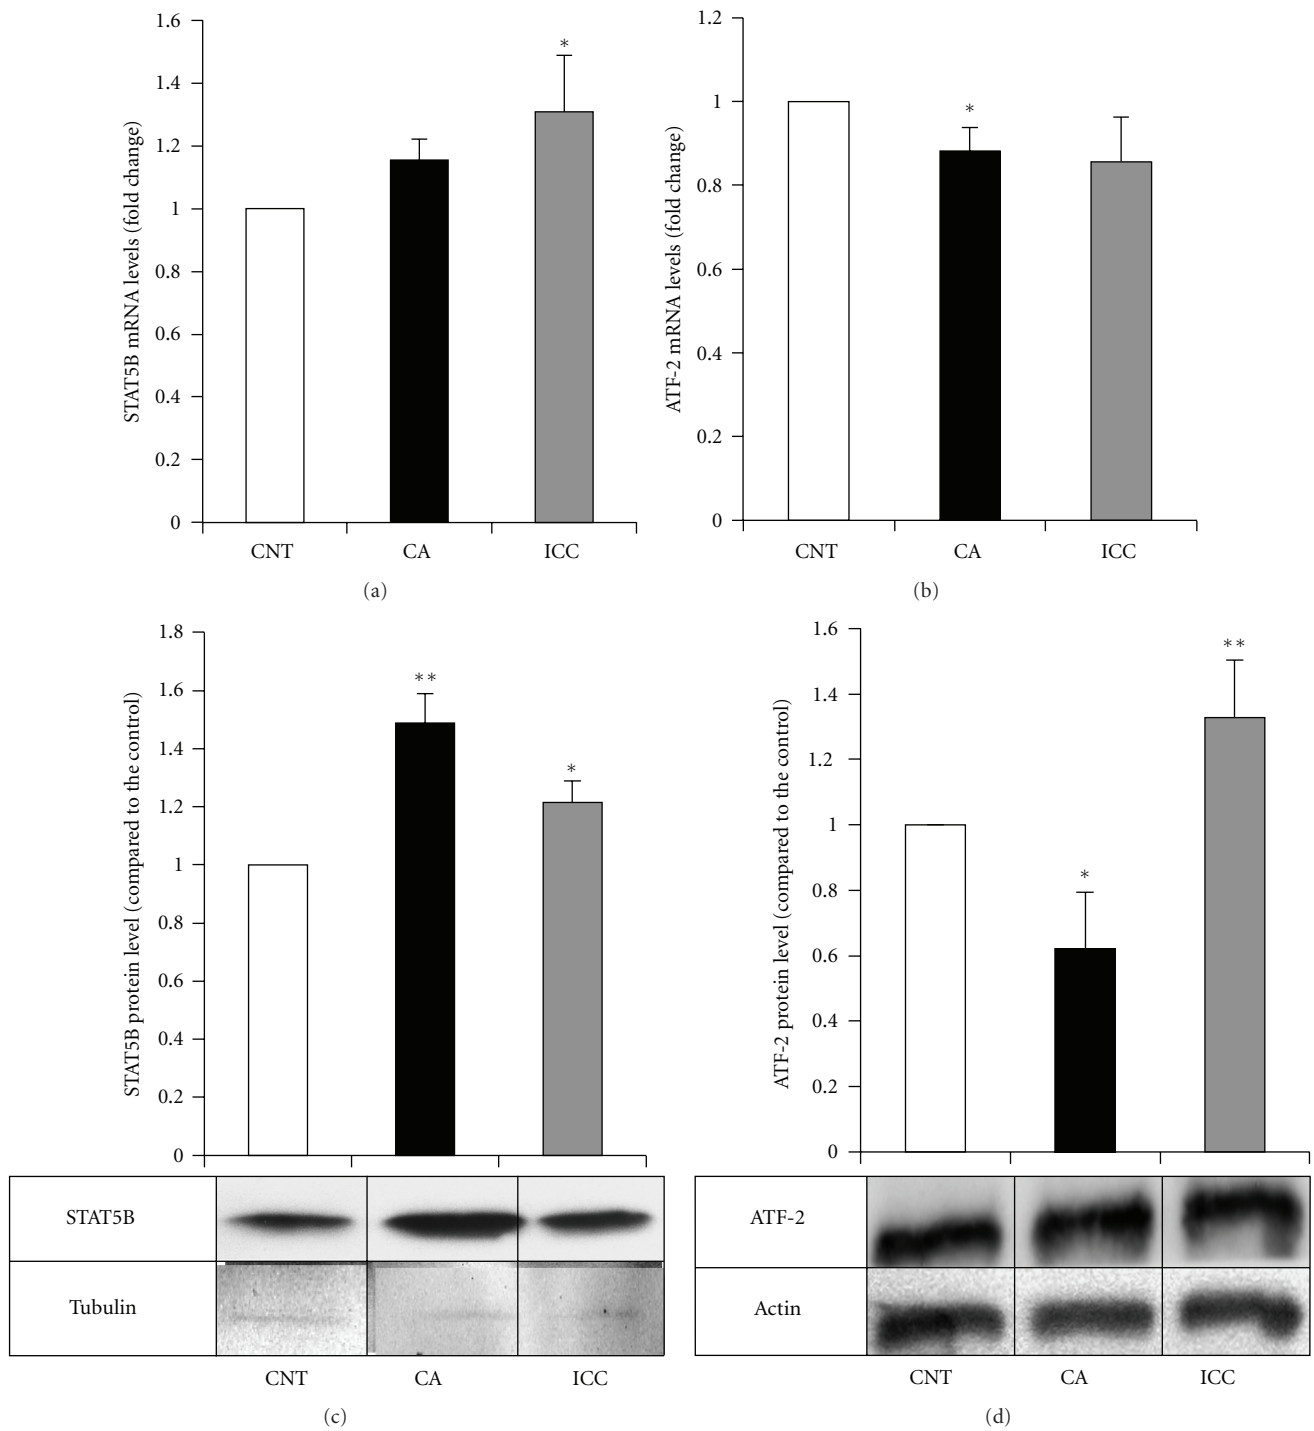 STAT5B mRNA levels (fold change)
1.6
1.4
1.2
1
0.8
0.6
0.4
0.2
0
*
CNT CA ICC
(a)
ATF-2 mRNA levels (fold change)
1.2
1
0.8
0.6
0.4
0.2
0
*
CNT CA ICC
(b)
STAT5B protein level (compared to the control)
1.8
1.6
1.4
1.2
1
0.8
0.6
0.4
0.2
0
**
*
STAT5B
Tubulin
CNT CA ICC
(c)
ATF-2 protein level (compared to the control)
1.6
1.4
1.2
1
0.8
0.6
0.4
0.2
0
*
**
ATF-2
Actin
CNT CA ICC
(d)